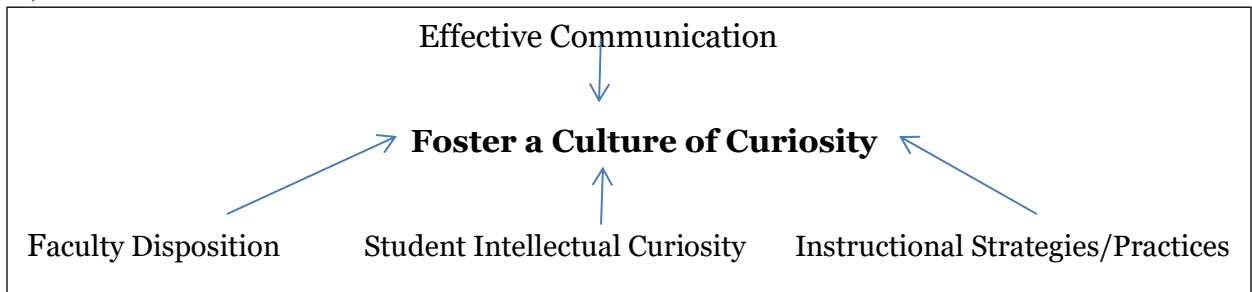 Effective Communication
Foster a Culture of Curiosity
Faculty Disposition Student Intellectual Curiosity Instructional Strategies/Practices